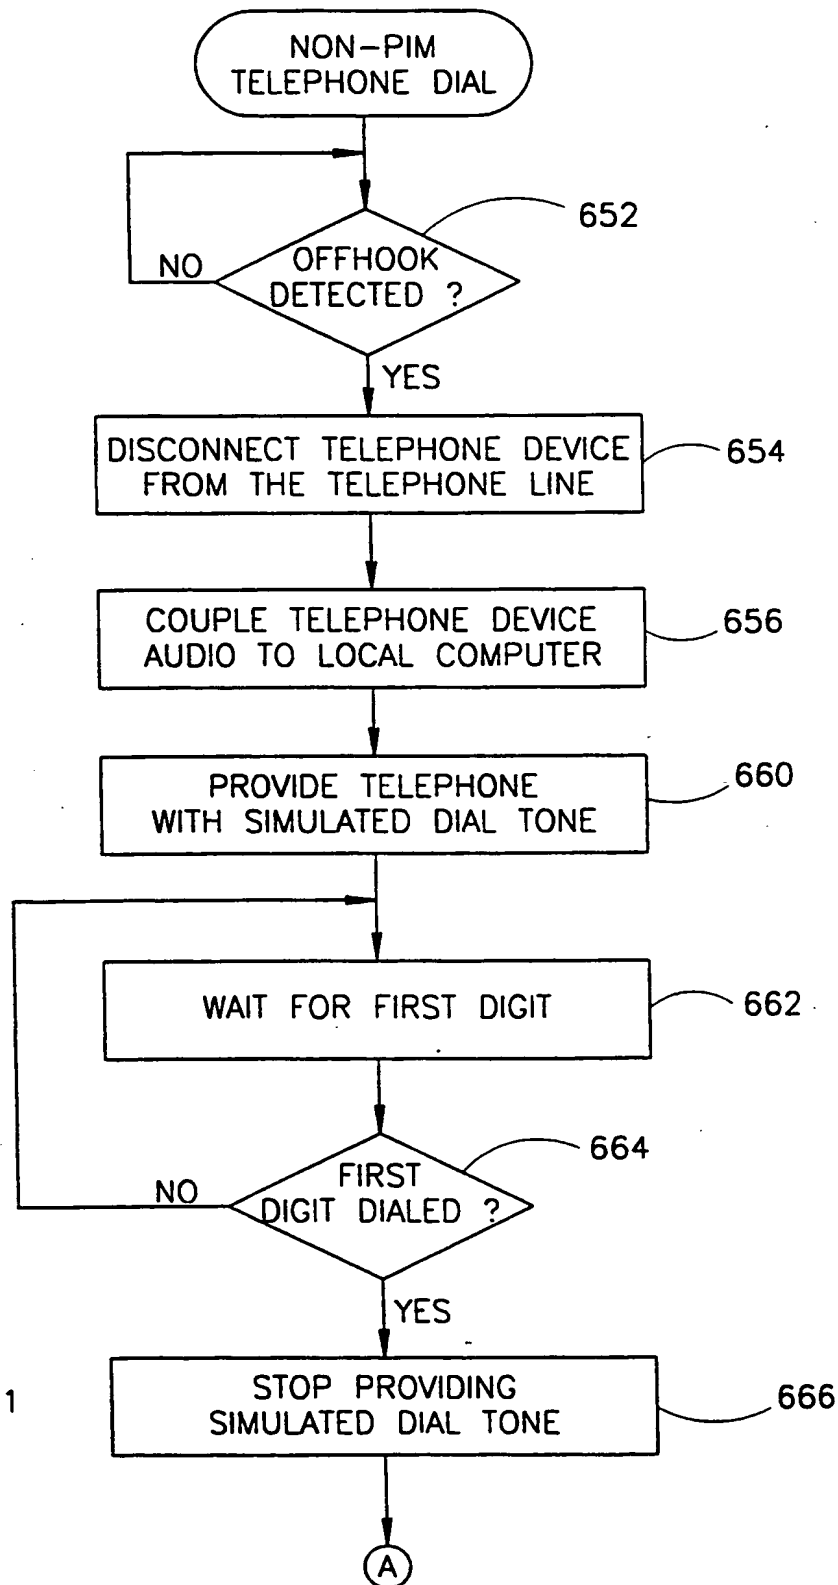 NON-PIM
TELEPHONE DIAL
652
OFFHOOK
DETECTED ?
NO
YES
DISCONNECT TELEPHONE DEVICE
FROM THE TELEPHONE LINE
654
COUPLE TELEPHONE DEVICE
AUDIO TO LOCAL COMPUTER
656
PROVIDE TELEPHONE
WITH SIMULATED DIAL TONE
660
WAIT FOR FIRST DIGIT
662
664
FIRST
DIGIT DIALED ?
NO
YES
STOP PROVIDING
SIMULATED DIAL TONE
666
1
A